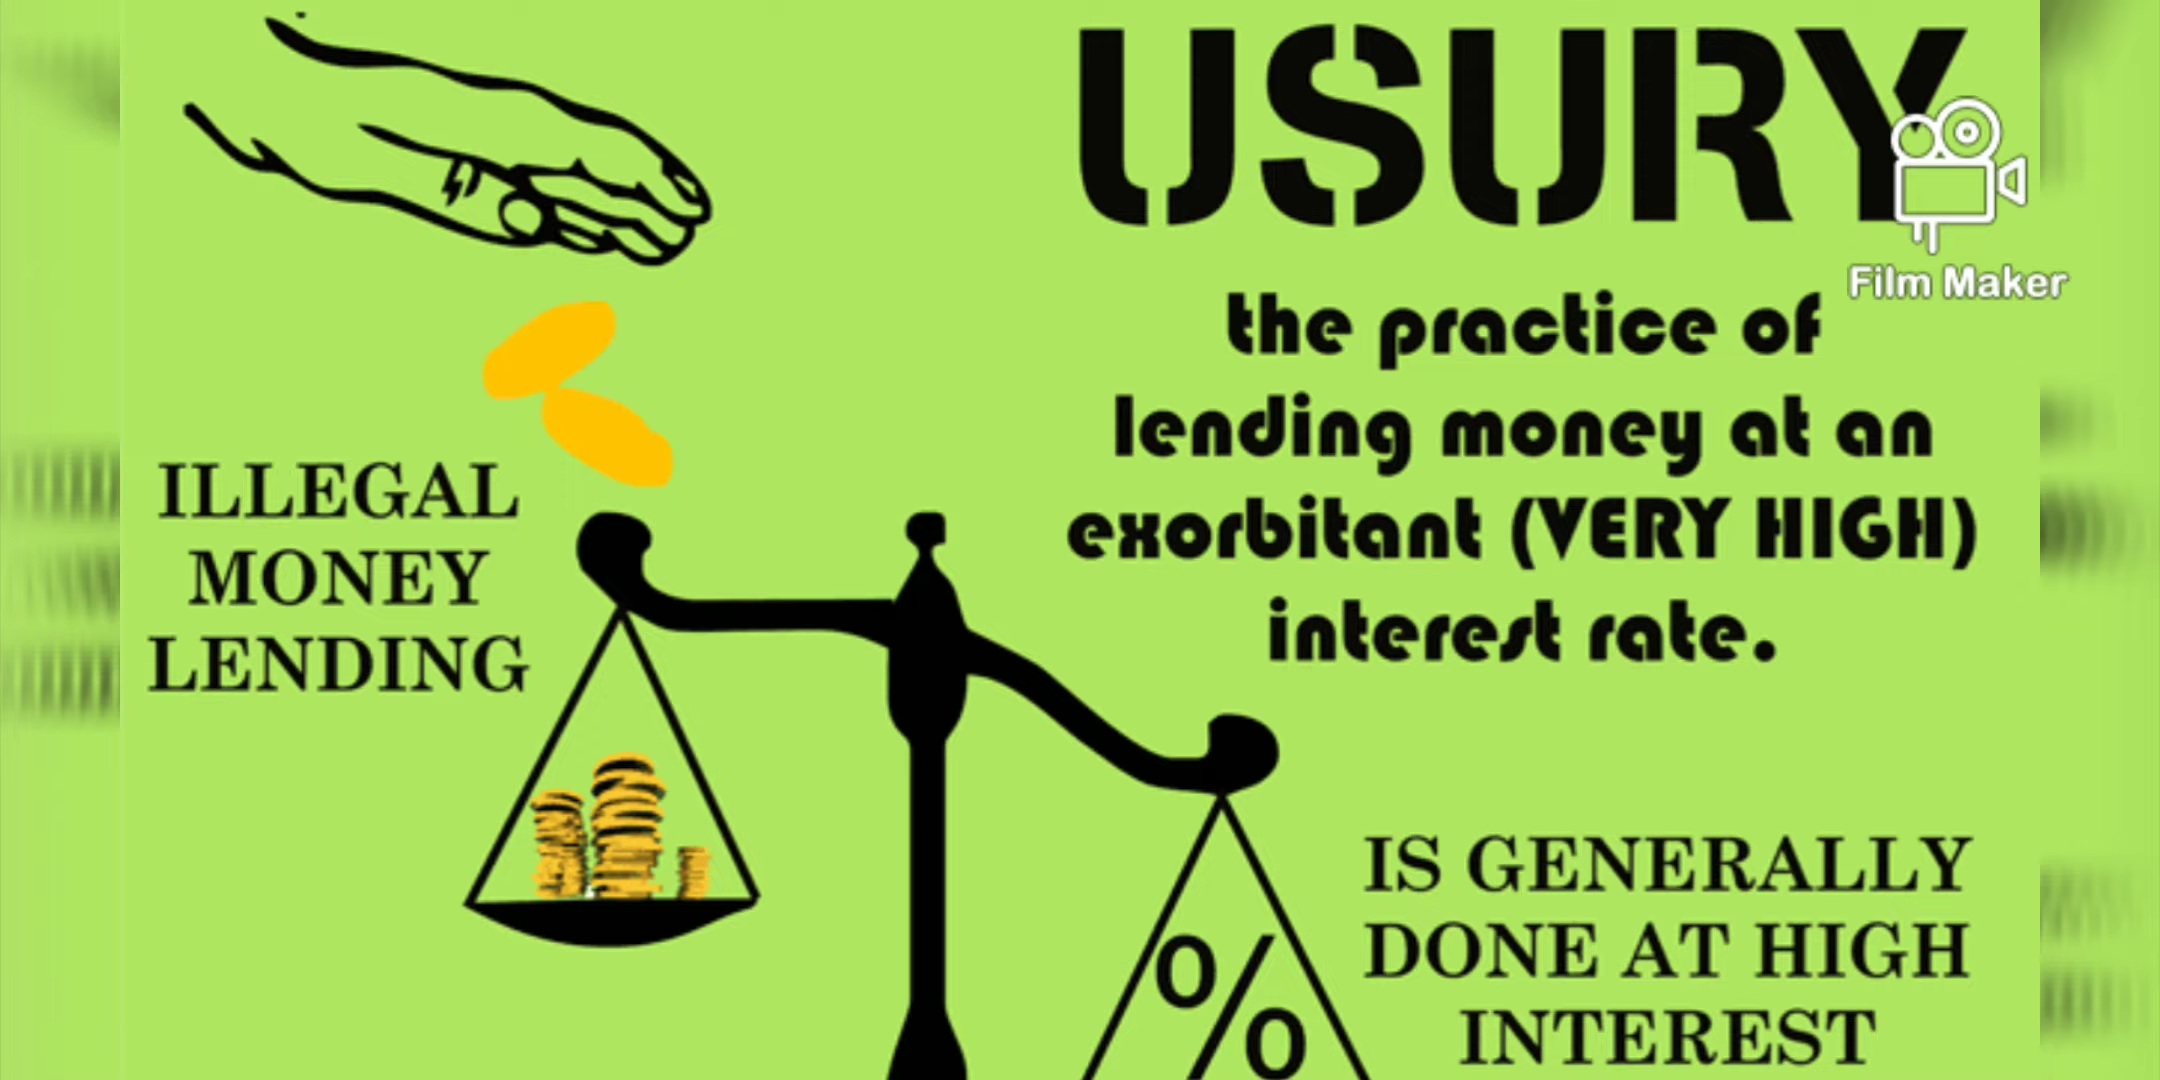 USURY
Film Maker
the practice of
lending money at an
exorbitant (VERY HIGH)
interest rate.
ILLEGAL
MONEY
LENDING
IS GENERALLY
DONE AT HIGH
INTEREST
%